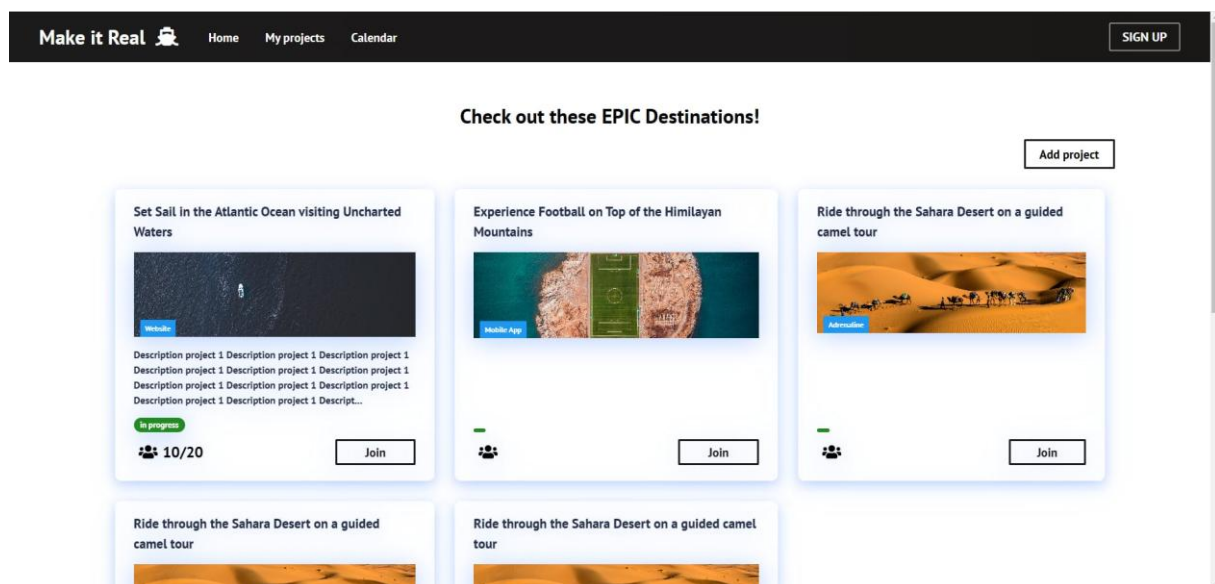 Make it Real Home My projects Calendar SIGN UP
Check out these EPIC Destinations!
Add project
Set Sail in the Atlantic Ocean visiting Uncharted
Waters
Website
Description project 1 Description project 1 Description project 1
Description project 1 Description project 1 Description project 1
Description project 1 Description project 1 Description project 1
Description project 1 Description project 1 Descript...
in progress
10/20 Join
Experience Football on Top of the Himilayan
Mountains
Mobile App
Join
Ride through the Sahara Desert on a guided
camel tour
Adrenaline
Join
Ride through the Sahara Desert on a guided
camel tour
Ride through the Sahara Desert on a guided camel
tour